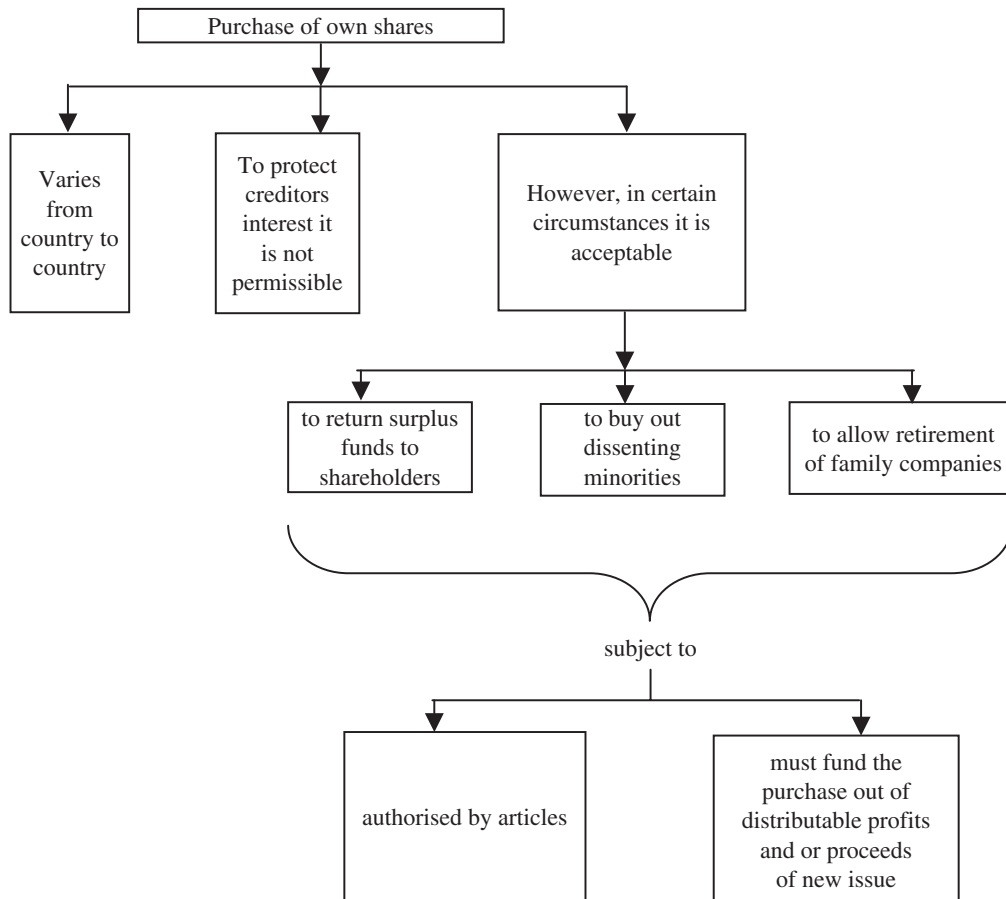 Purchase of own shares
Varies
from
country to
country
To protect
creditors
interest it
is not
permissible
However, in certain
circumstances it is
acceptable
to return surplus
funds to
shareholders
to buy out
dissenting
minorities
to allow retirement
of family companies
subject to
authorised by articles
must fund the
purchase out of
distributable profits
and or proceeds
of new issue